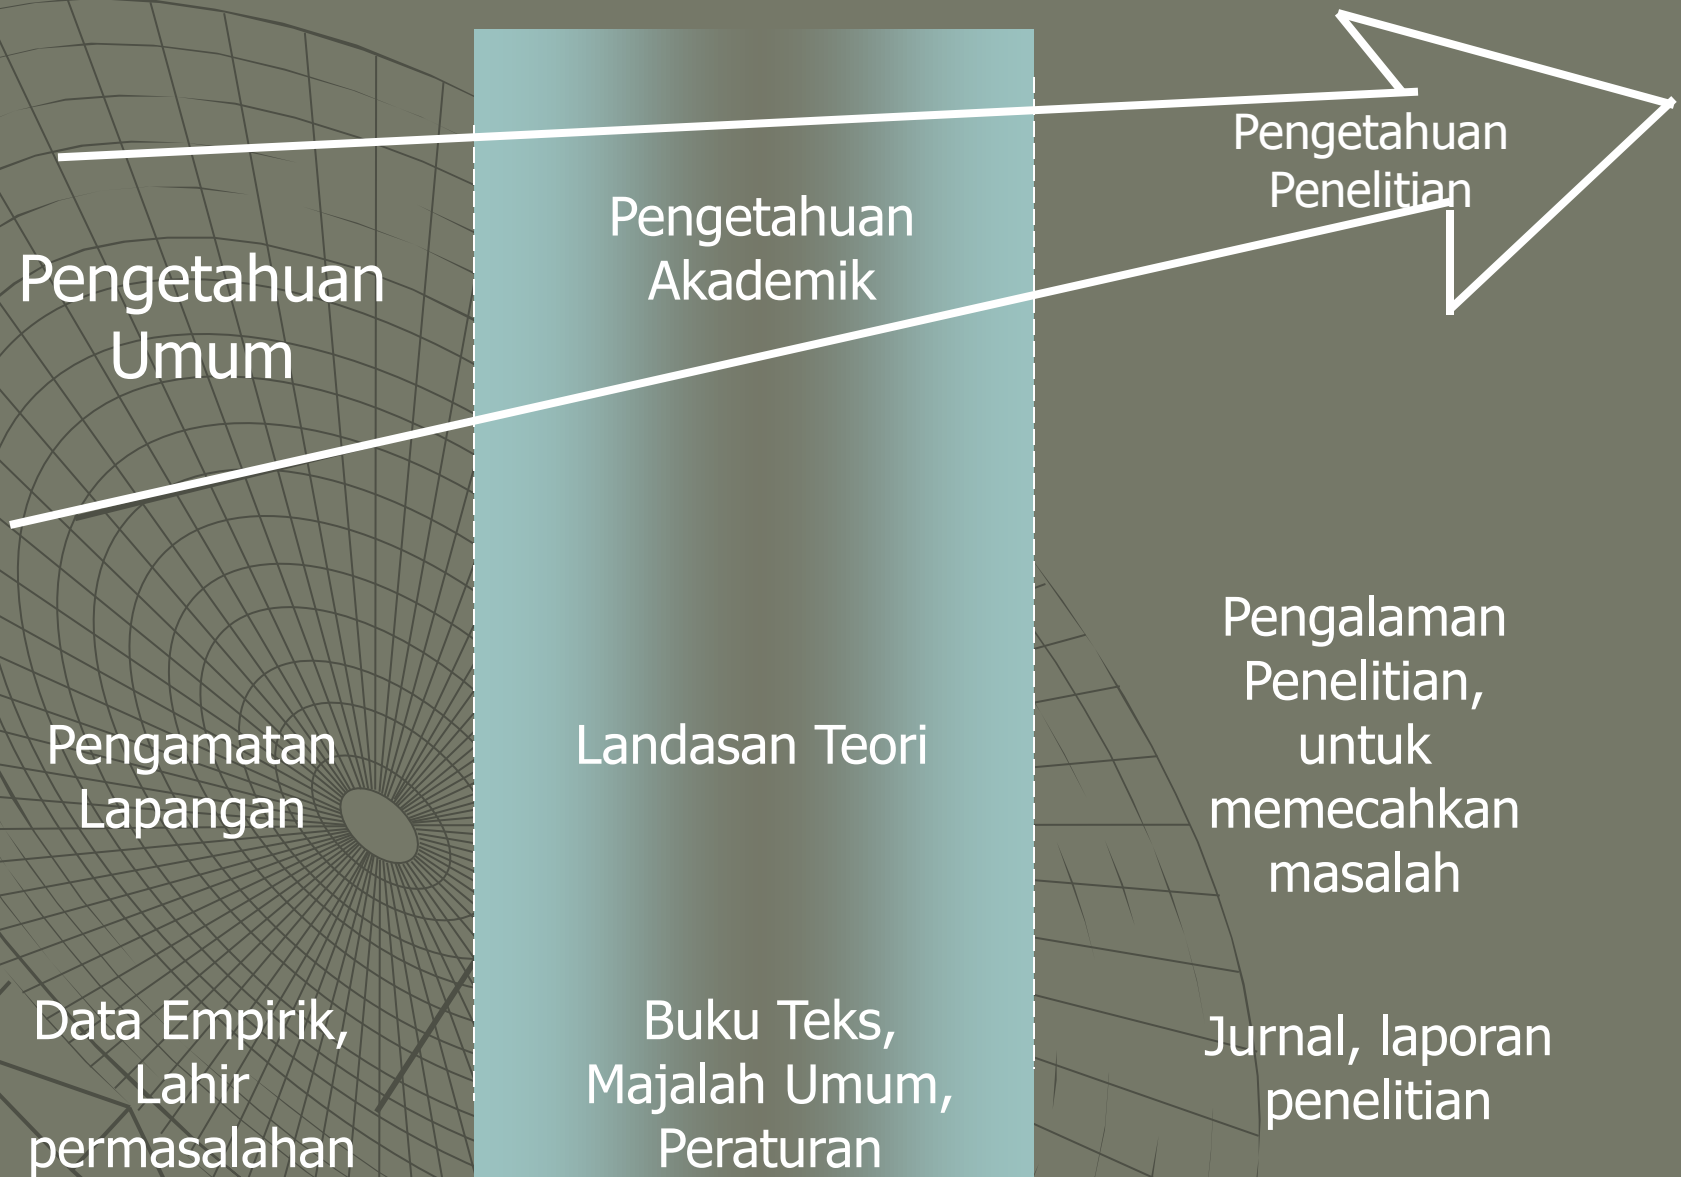 Pengetahuan
Umum
Pengetahuan
Akademik
Pengetahuan
Penelitian
Pengamatan
Lapangan
Landasan Teori
Pengalaman
Penelitian,
untuk
memecahkan
masalah
Data Empirik,
Lahir
permasalahan
Buku Teks,
Majalah Umum,
Peraturan
Jurnal, laporan
penelitian